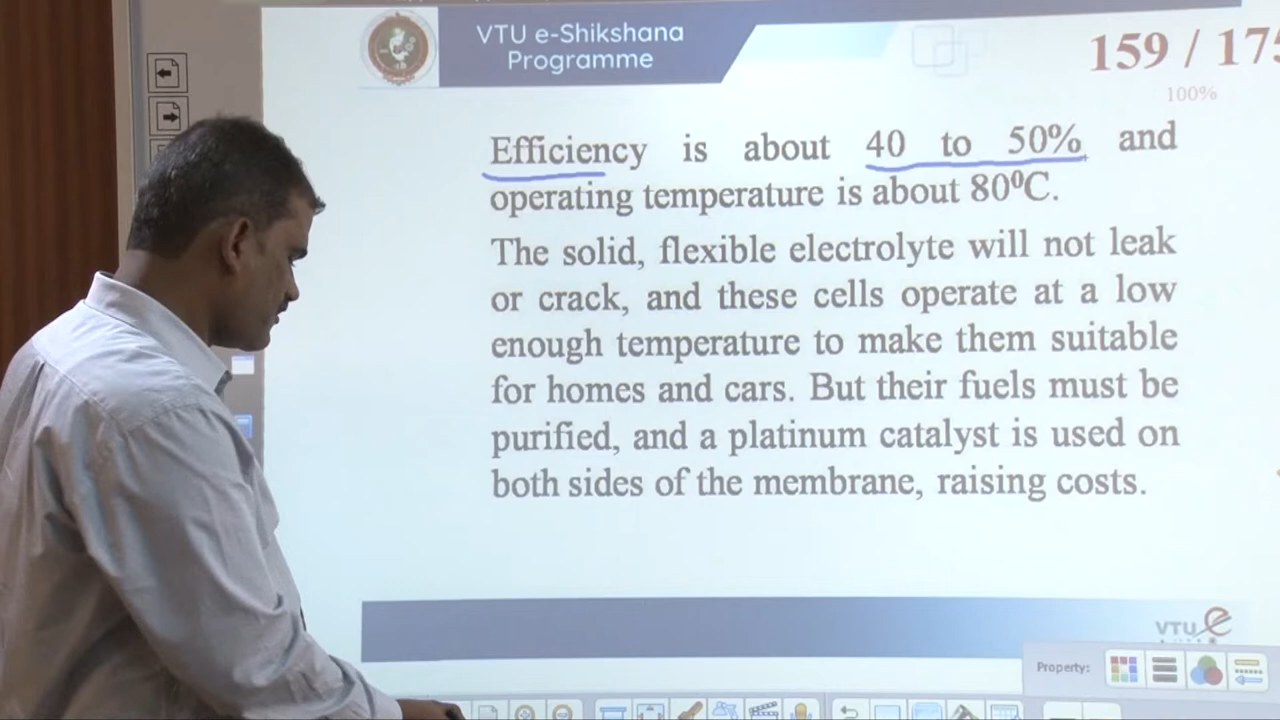 VTU e-Shikshana
Programme
159 / 175
100%
Efficiency is about 40 to 50% and
operating temperature is about 80⁰C.
The solid, flexible electrolyte will not leak
or crack, and these cells operate at a low
enough temperature to make them suitable
for homes and cars. But their fuels must be
purified, and a platinum catalyst is used on
both sides of the membrane, raising costs.
VTU e
Property: